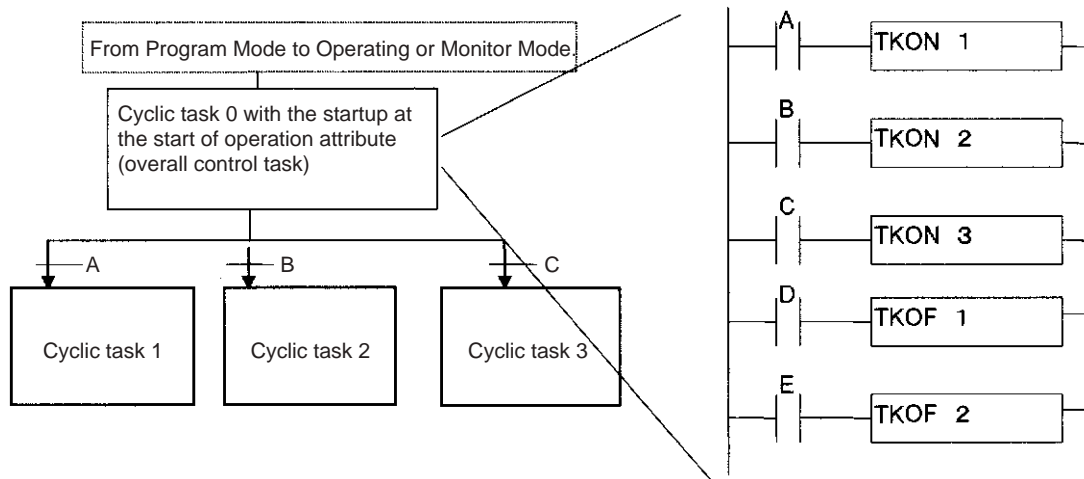 From Program Mode to Operating or Monitor Mode.
Cyclic task 0 with the startup at
the start of operation attribute
(overall control task)
A
B
C
Cyclic task 1
Cyclic task 2
Cyclic task 3
A
TKON 1
B
TKON 2
C
TKON 3
D
TKOF 1
E
TKOF 2